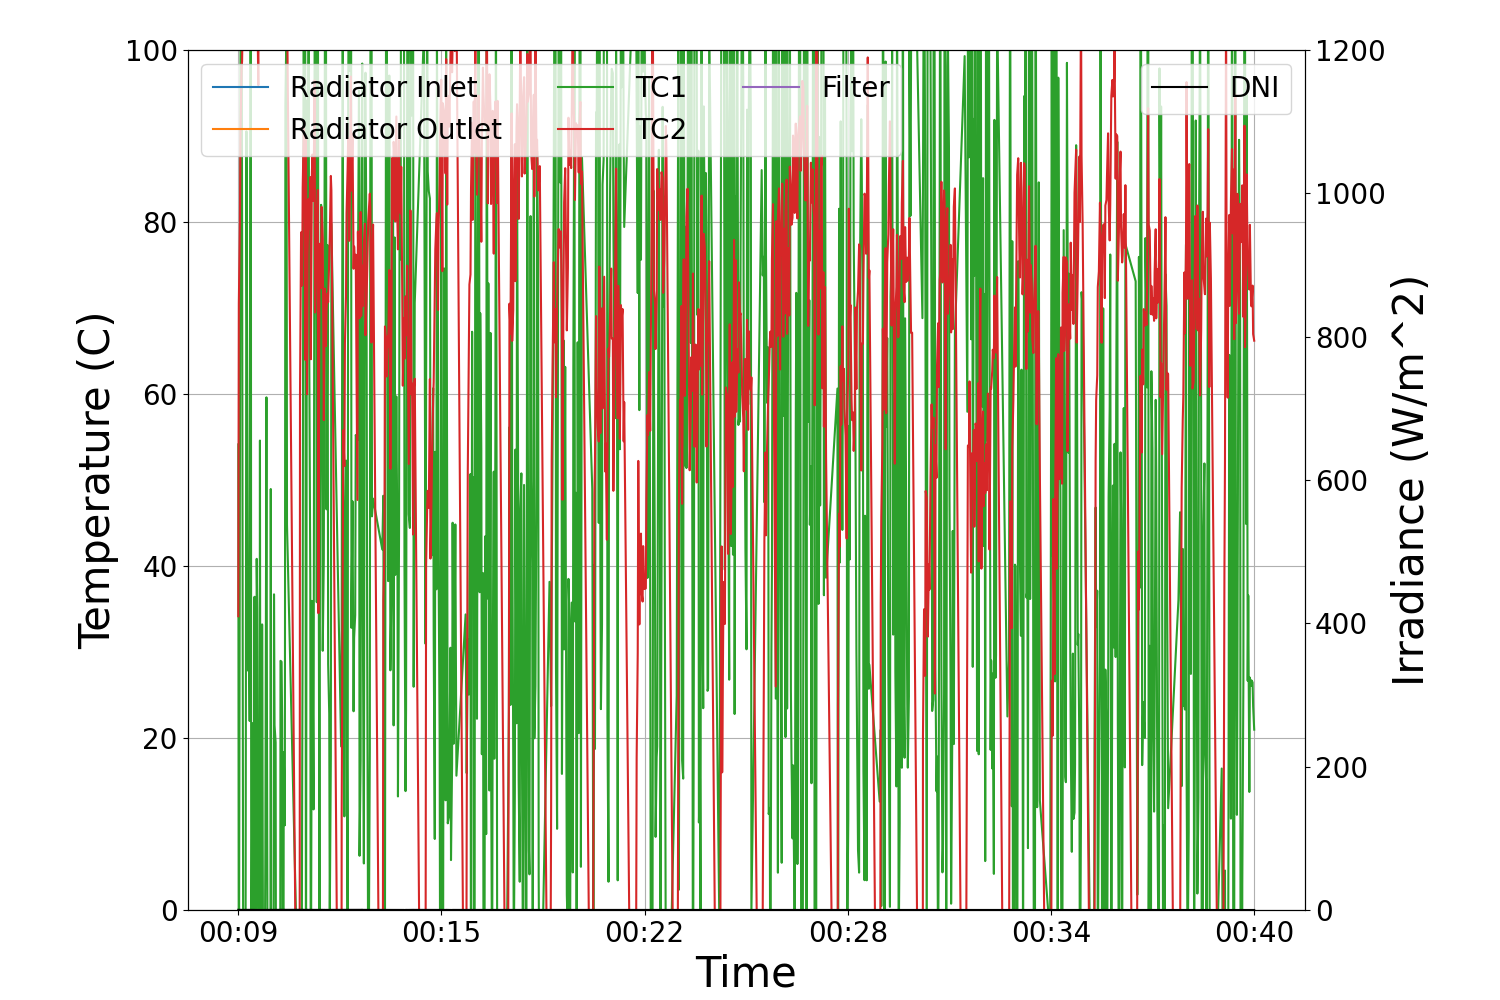 100
80
60
40
20
0
Temperature (C)
Radiator Inlet
Radiator Outlet
TC1
TC2
Filter
DNI
1200
1000
800
600
400
200
0
Irradiance (W/m^2)
00:09
00:15
00:22
00:28
00:34
00:40
Time